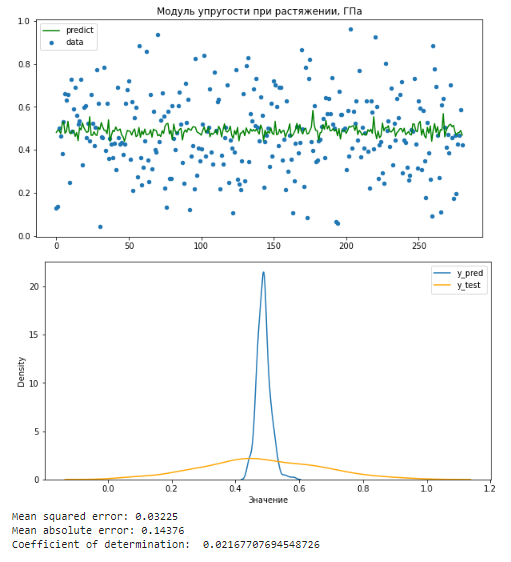 Модуль упругости при растяжении, ГПа
predict
data
1.0
0.8
0.6
0.4
0.2
0.0
0 50 100 150 200 250
y_pred
y_test
20
15
10
5
0
Density
0.0 0.2 0.4 0.6 0.8 1.0 1.2
Значение
Mean squared error: 0.03225
Mean absolute error: 0.14376
Coefficient of determination:  0.02167707694548726